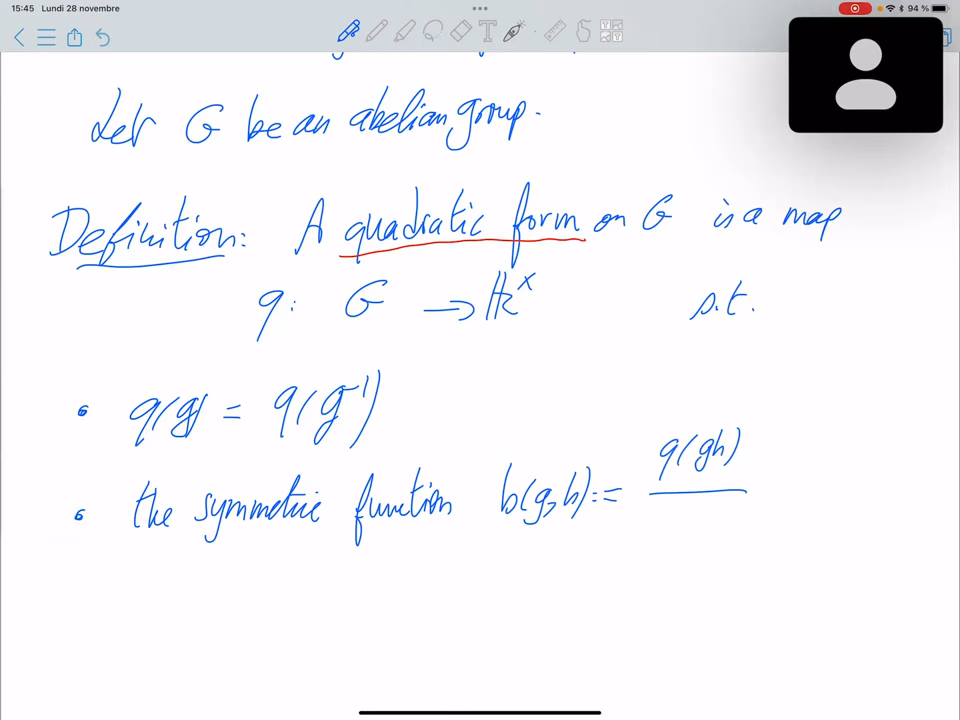 15:45 Lundi 28 novembre
94 %
Let G be an abelian group.
Definition: A quadratic form on G is a map
q: G → k^× s.t.
• q(g) = q(g^-1)
• the symmetric function b(g,h) := q(gh)